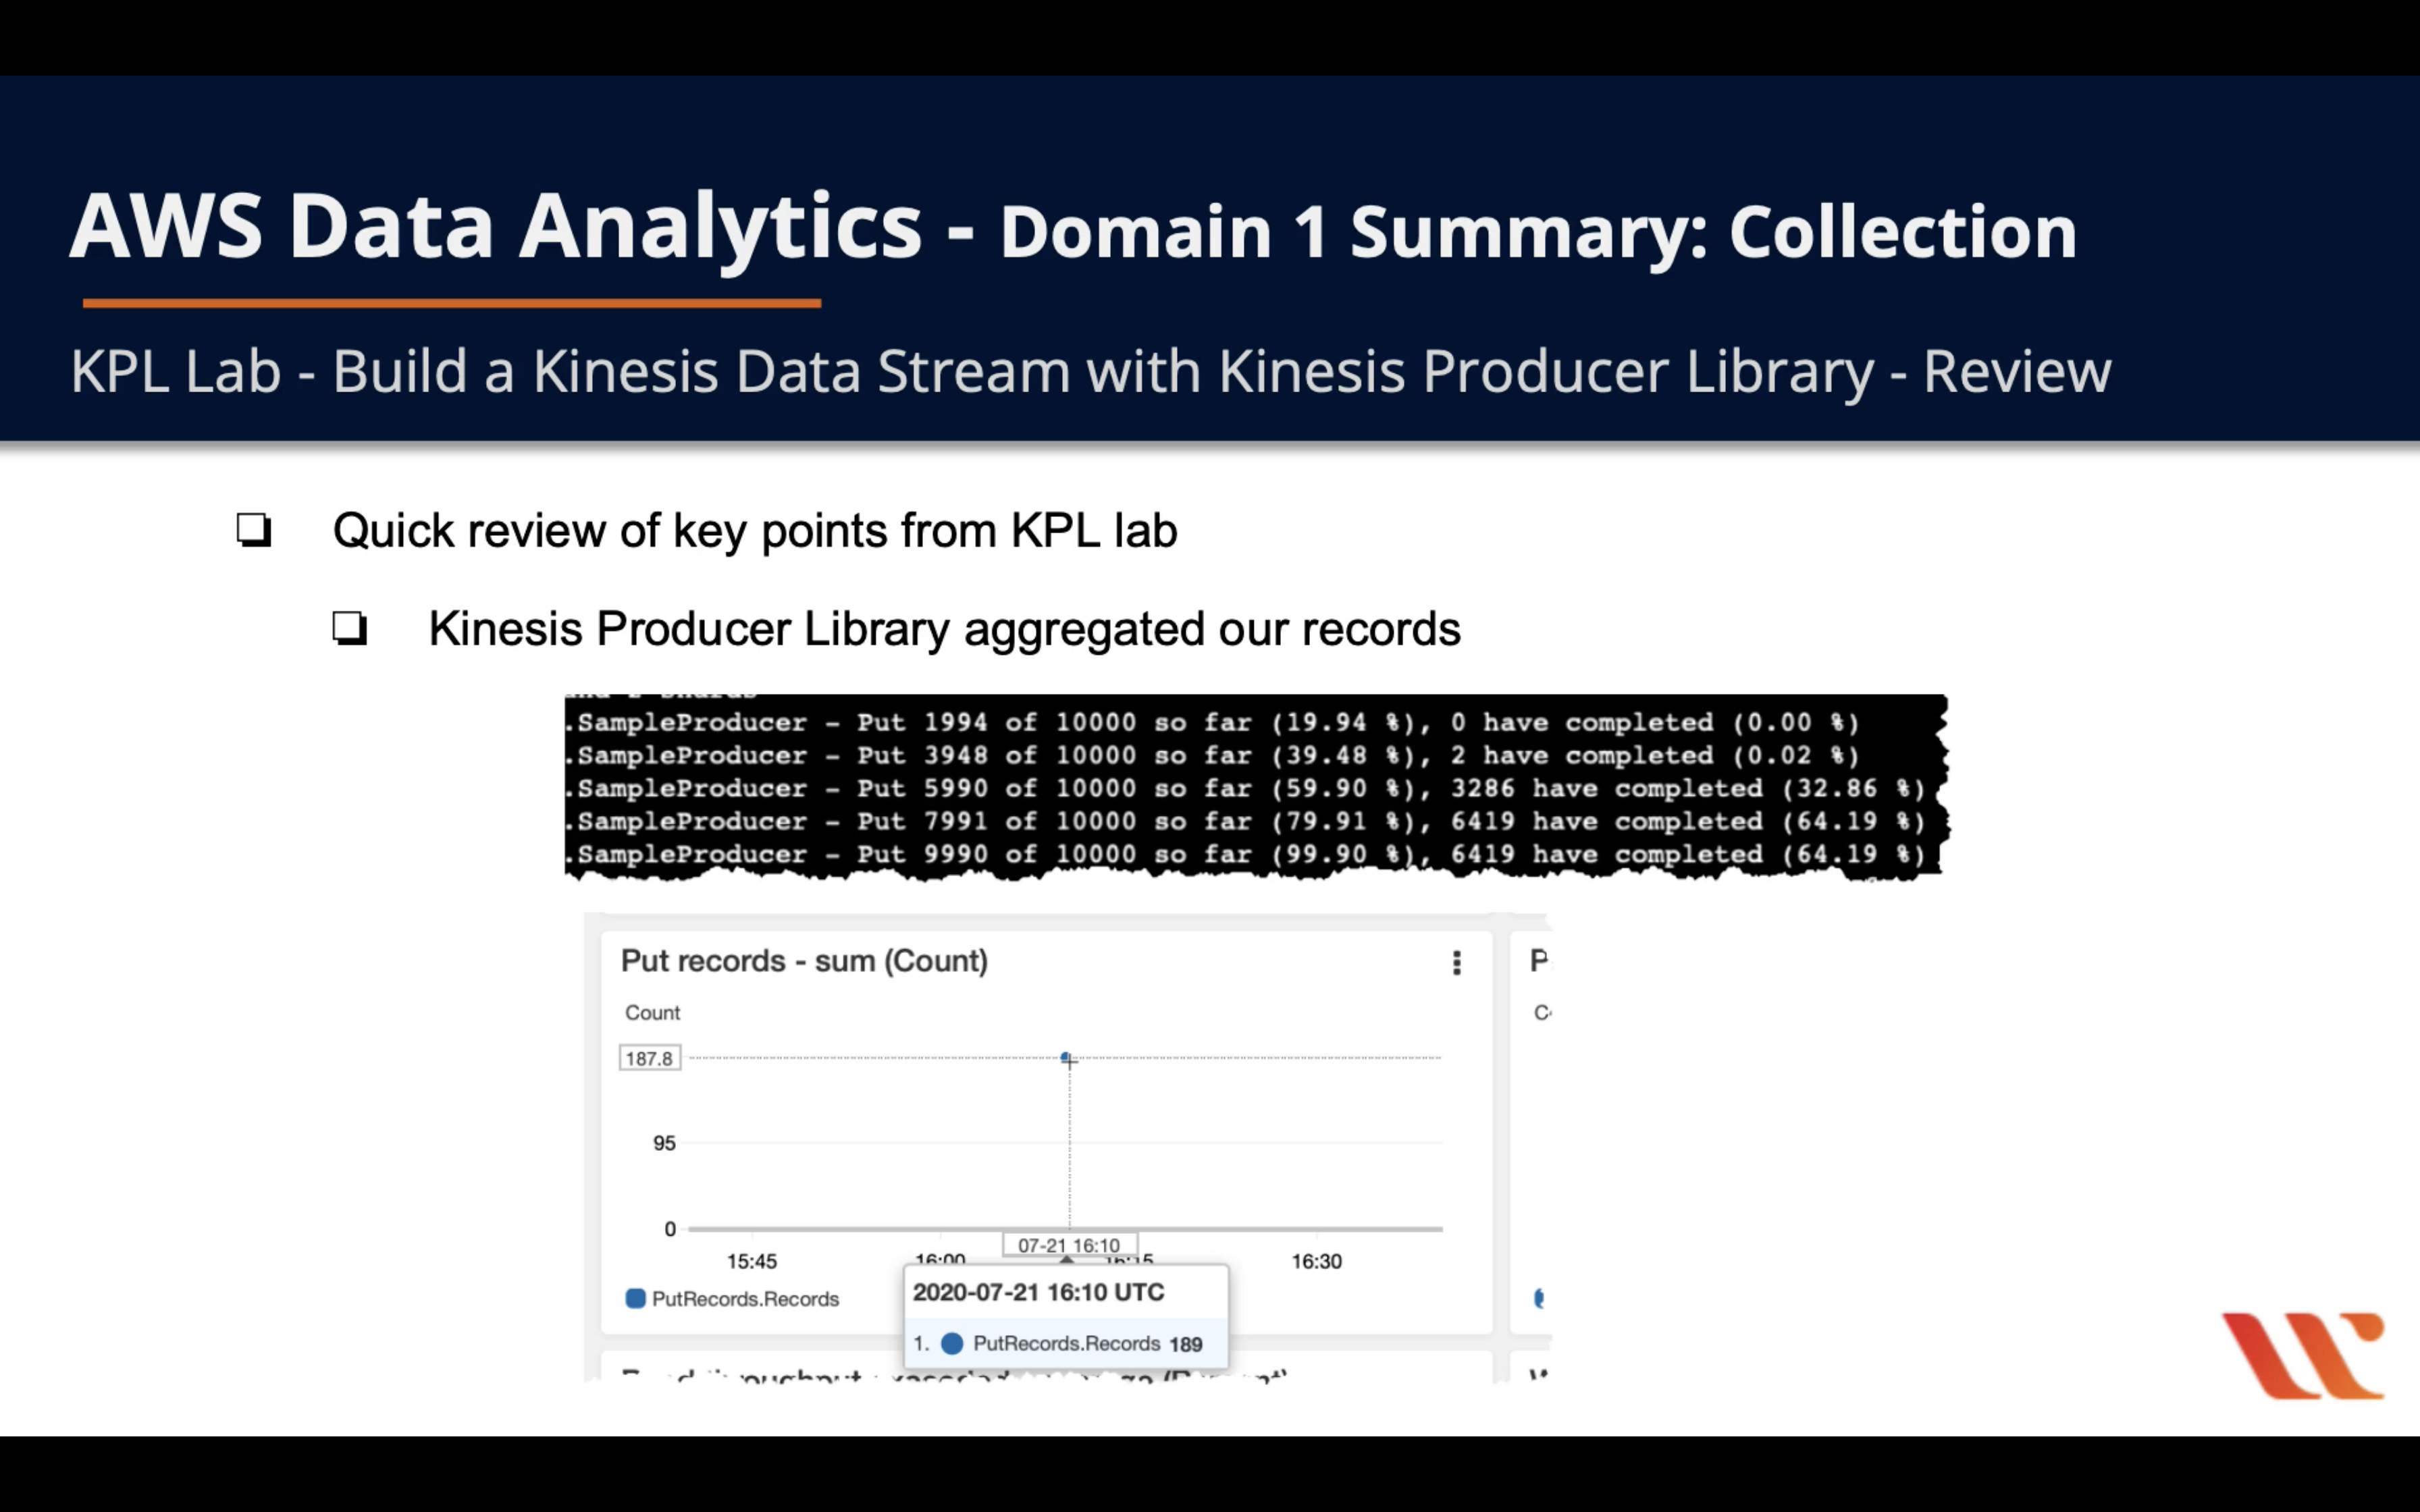 AWS Data Analytics - Domain 1 Summary: Collection
KPL Lab - Build a Kinesis Data Stream with Kinesis Producer Library - Review
Quick review of key points from KPL lab
Kinesis Producer Library aggregated our records
.SampleProducer - Put 1994 of 10000 so far (19.94 %), 0 have completed (0.00 %)
.SampleProducer - Put 3948 of 10000 so far (39.48 %), 2 have completed (0.02 %)
.SampleProducer - Put 5990 of 10000 so far (59.90 %), 3286 have completed (32.86 %)
.SampleProducer - Put 7991 of 10000 so far (79.91 %), 6419 have completed (64.19 %)
.SampleProducer - Put 9990 of 10000 so far (99.90 %), 6419 have completed (64.19 %)
Put records - sum (Count)
Count
187.8
95
0
07-21 16:10
15:45 16:00 16:15 16:30
PutRecords.Records
2020-07-21 16:10 UTC
1. PutRecords.Records 189